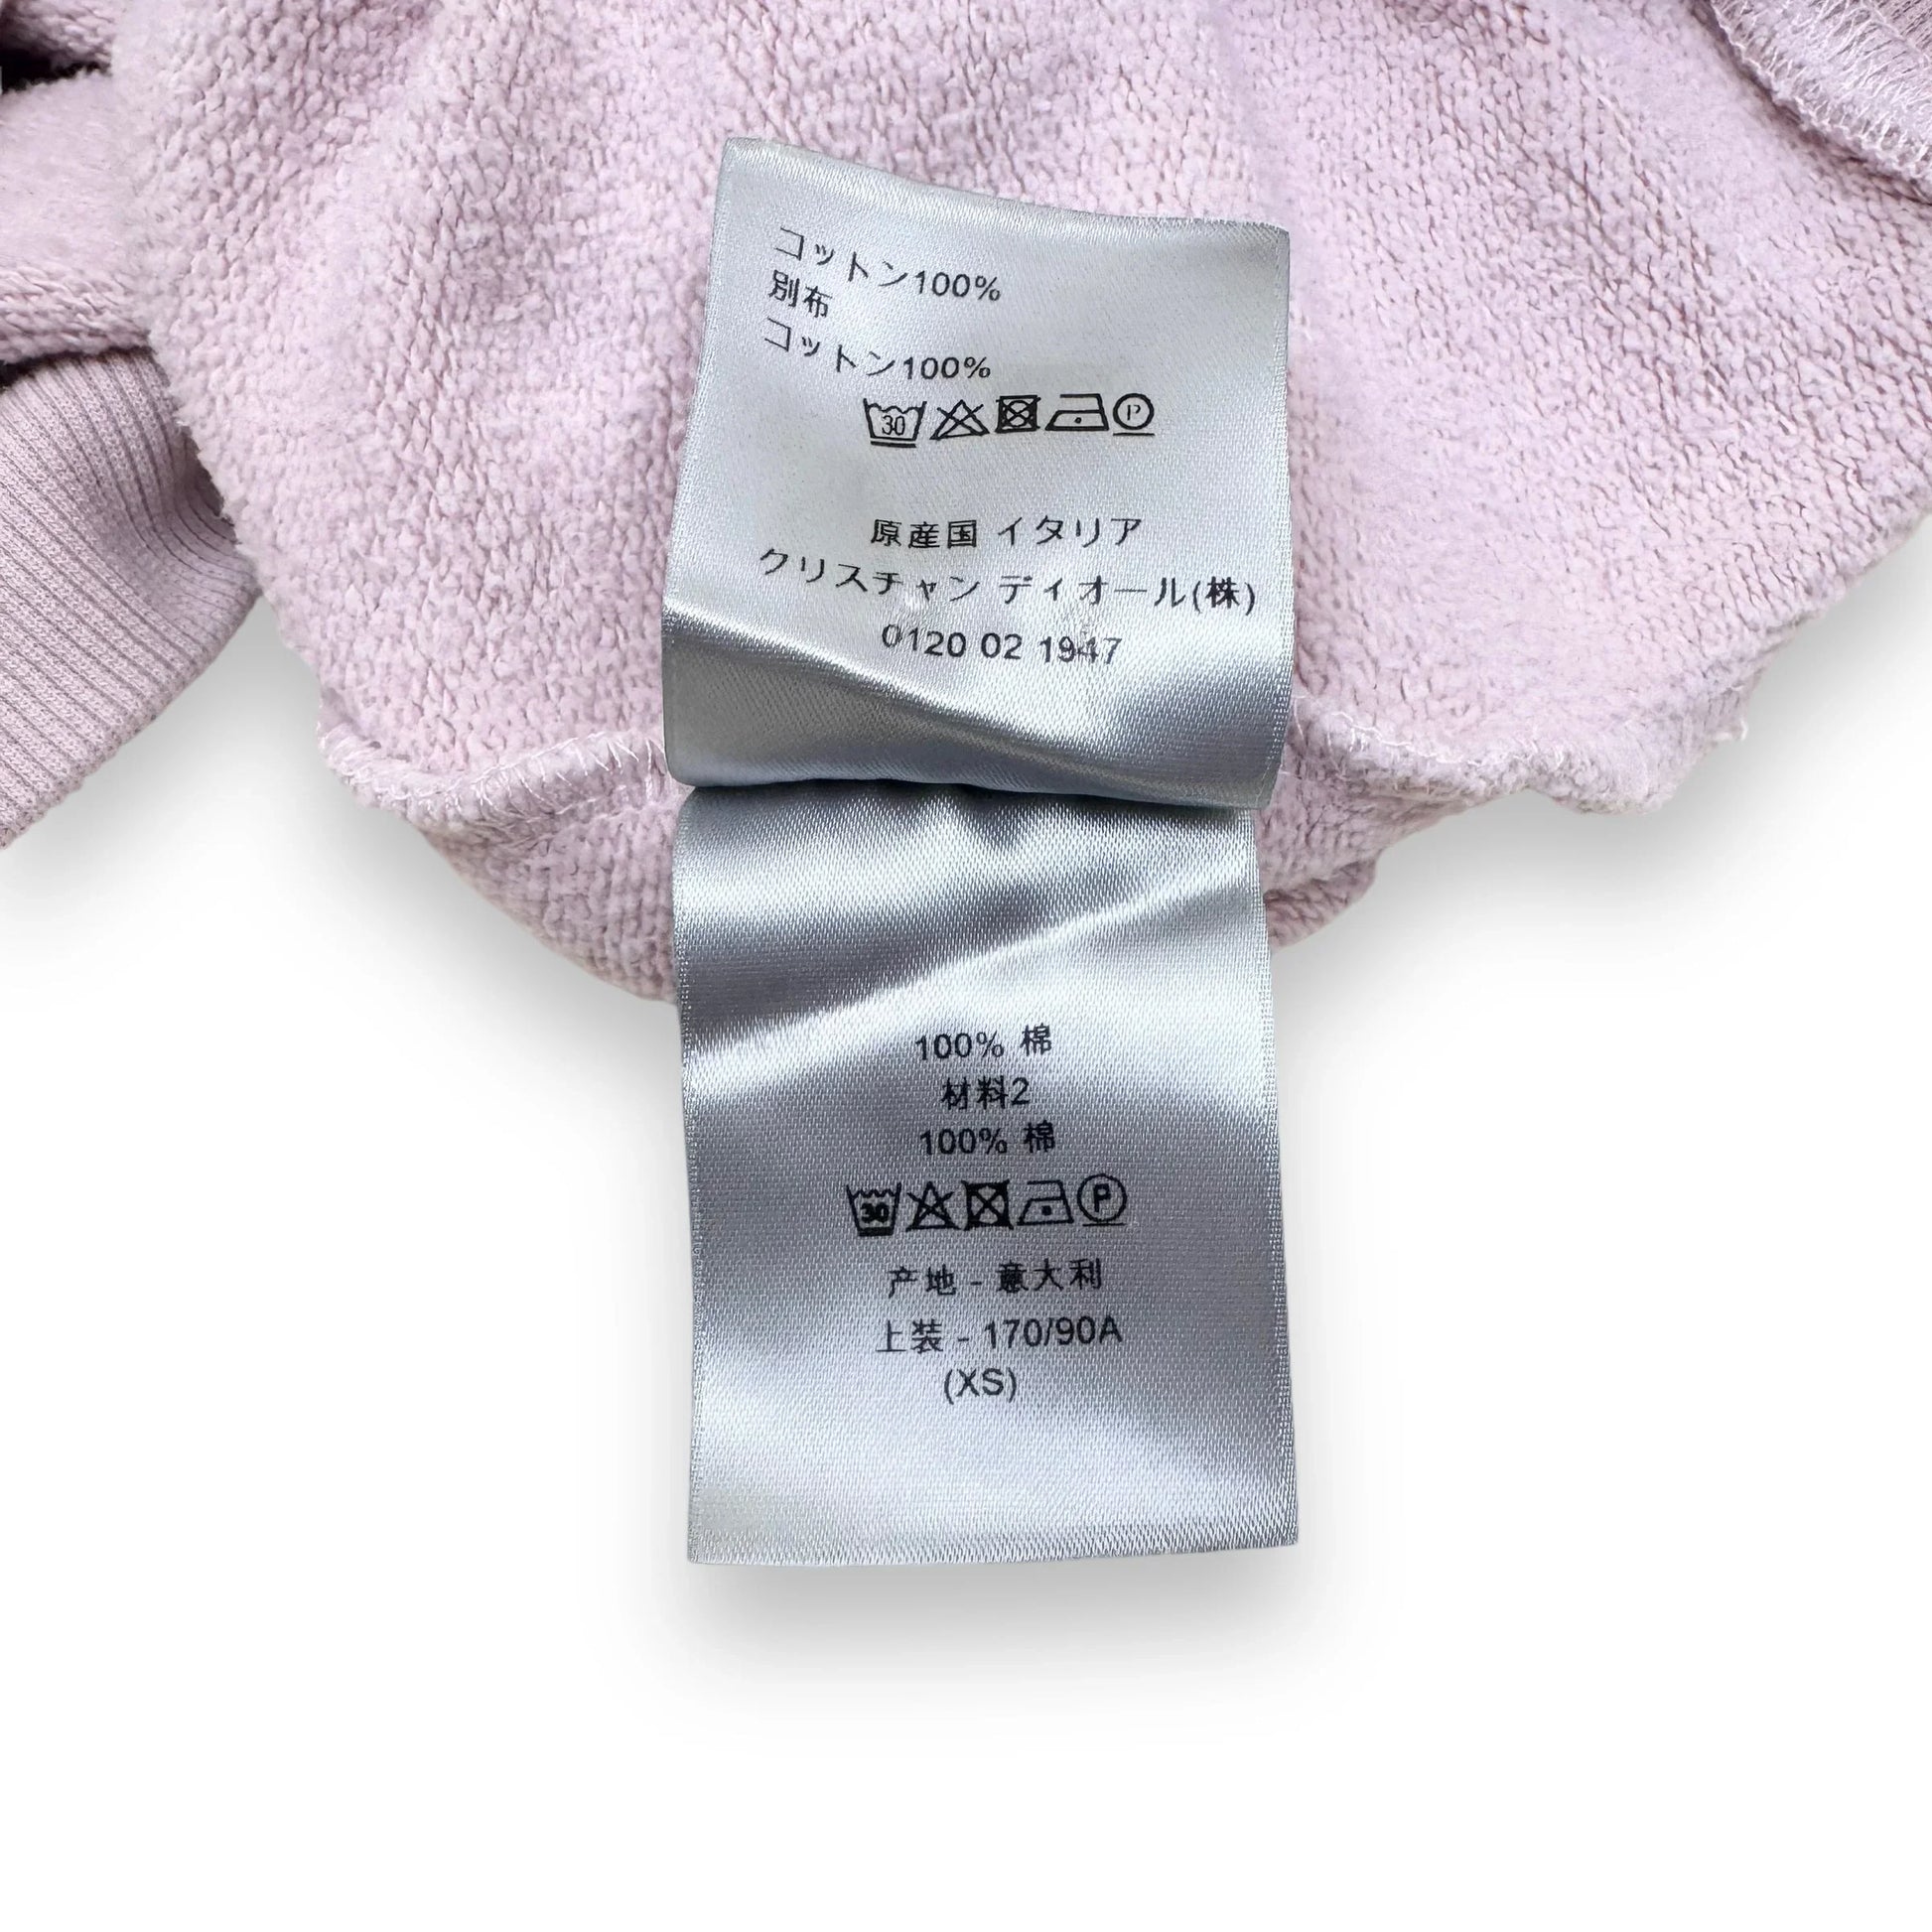 コットン100%
別布
コットン100%
30 P
原産国 イタリア
クリスチャン ディオール(株)
0120 02 1947
100% 棉
材料2
100% 棉
30 P
产地 - 意大利
上装 - 170/90A
(XS)